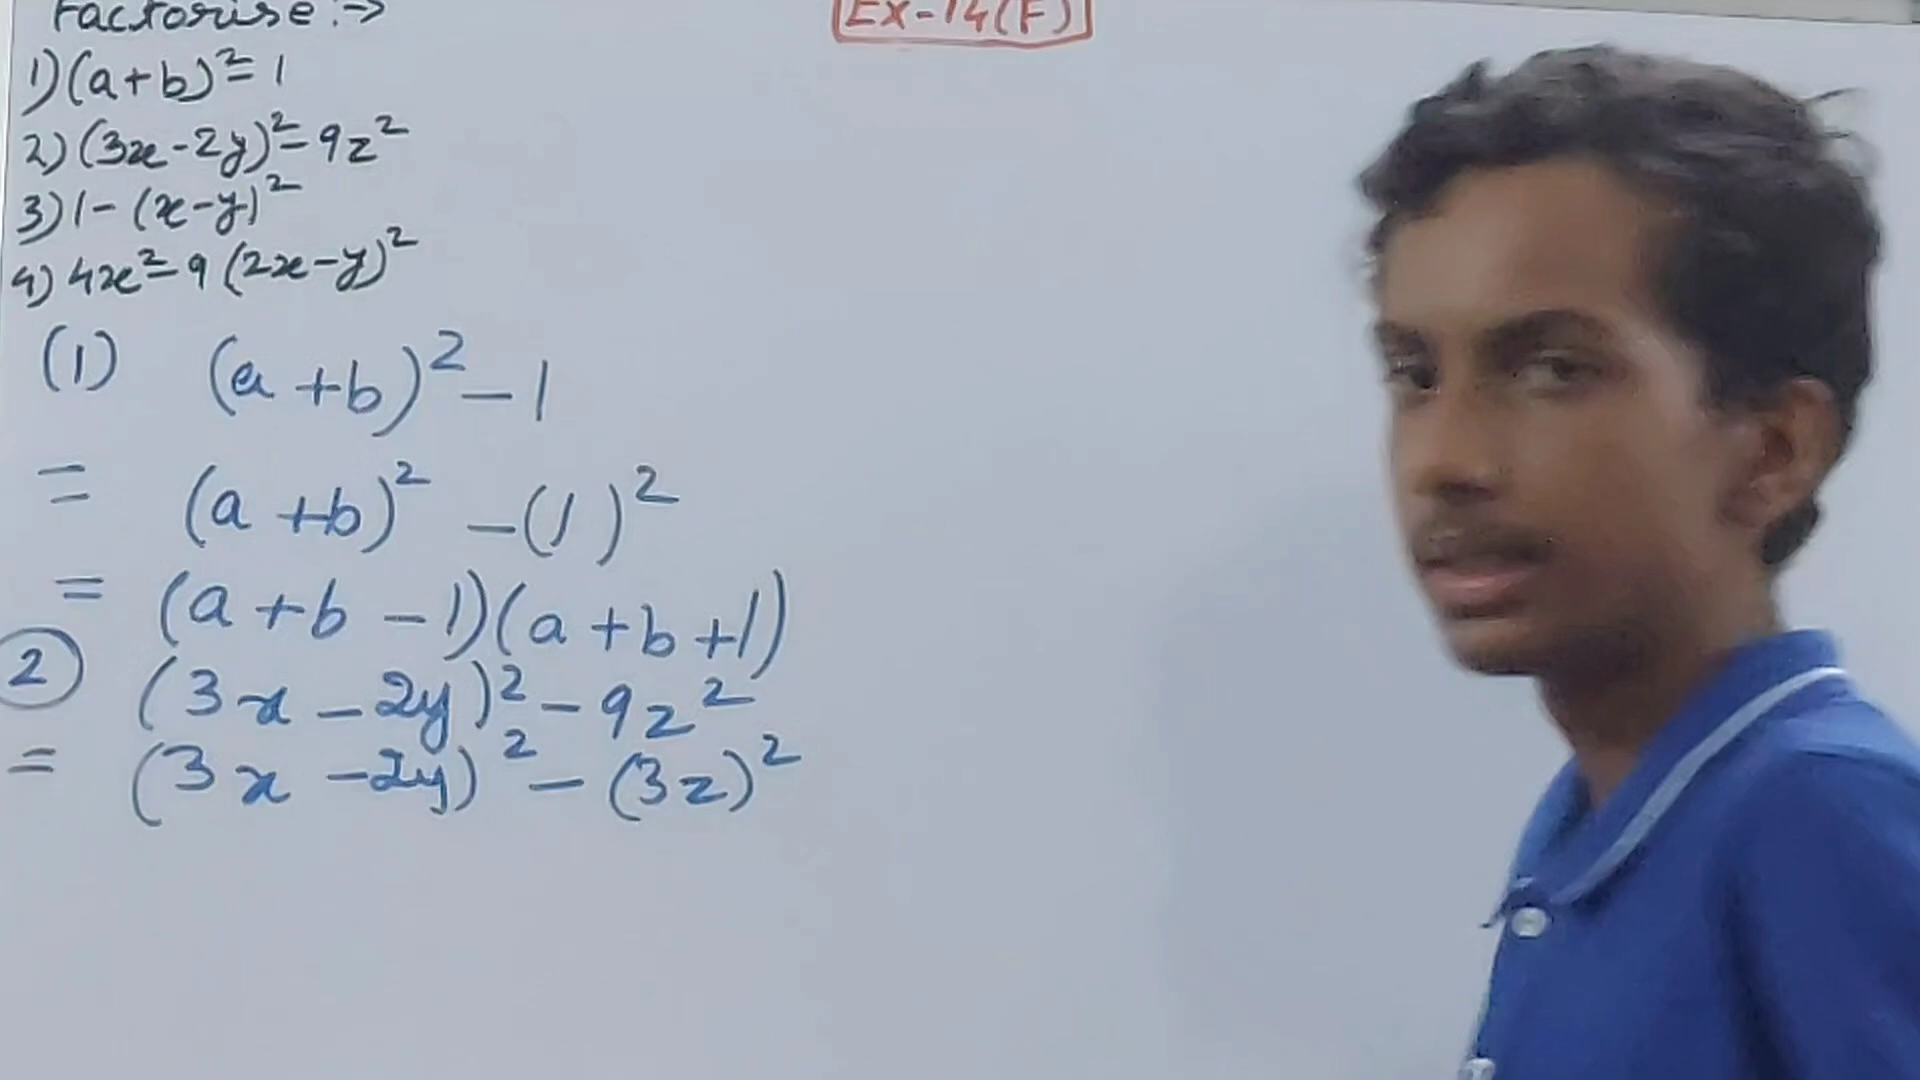 Factorise :->
EX-14(F)
1) (a+b)² - 1
2) (3x-2y)² - 9z²
3) 1 - (x-y)²
4) 4x² - 9 (2x-y)²
(1) (a+b)² - 1
= (a+b)² - (1)²
= (a+b-1)(a+b+1)
2 (3x-2y)² - 9z²
= (3x-2y)² - (3z)²